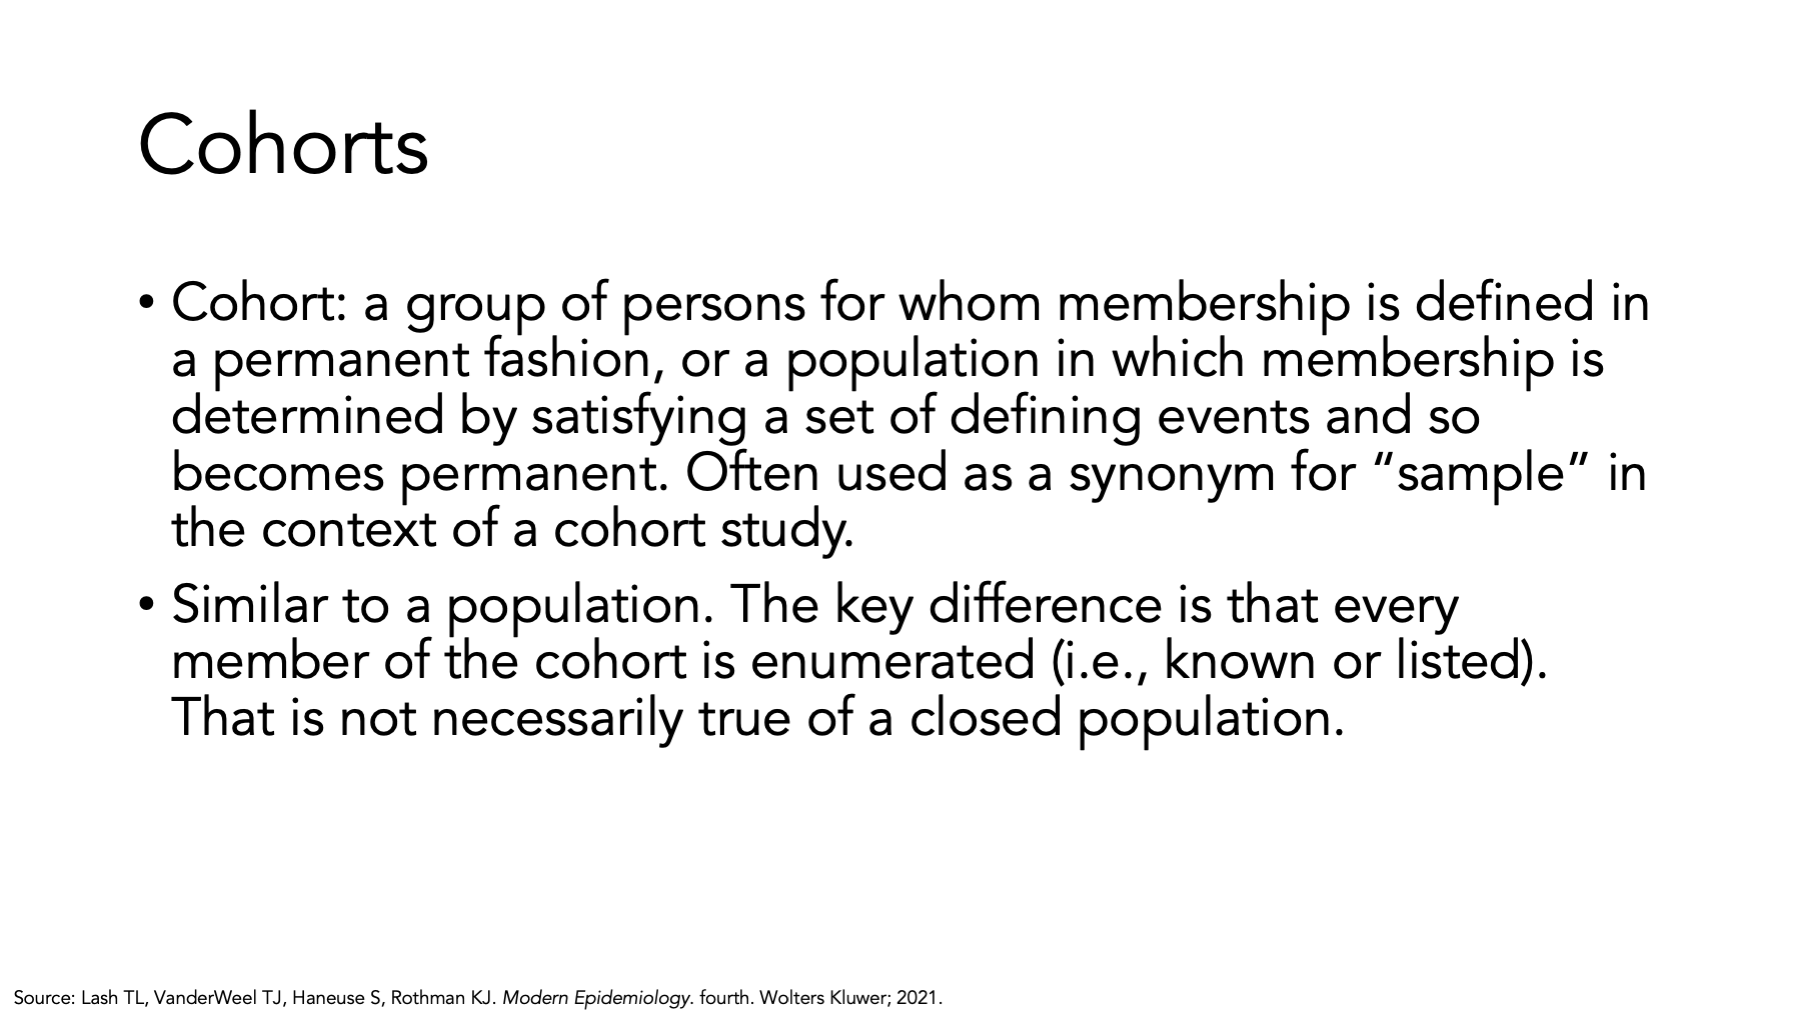 Cohorts
• Cohort: a group of persons for whom membership is defined in
a permanent fashion, or a population in which membership is
determined by satisfying a set of defining events and so
becomes permanent. Often used as a synonym for “sample” in
the context of a cohort study.
• Similar to a population. The key difference is that every
member of the cohort is enumerated (i.e., known or listed).
That is not necessarily true of a closed population.
Source: Lash TL, VanderWeel TJ, Haneuse S, Rothman KJ. Modern Epidemiology. fourth. Wolters Kluwer; 2021.